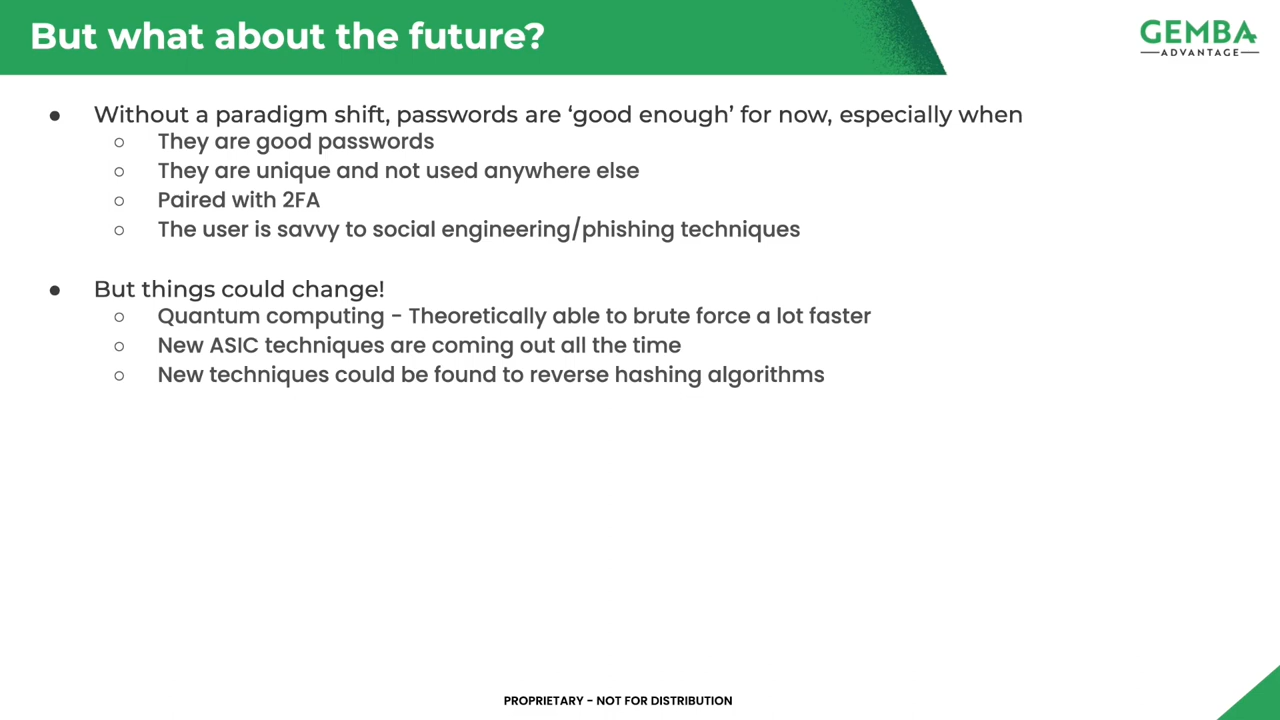 But what about the future?
GEMBA
ADVANTAGE
● Without a paradigm shift, passwords are ‘good enough’ for now, especially when
○ They are good passwords
○ They are unique and not used anywhere else
○ Paired with 2FA
○ The user is savvy to social engineering/phishing techniques
● But things could change!
○ Quantum computing - Theoretically able to brute force a lot faster
○ New ASIC techniques are coming out all the time
○ New techniques could be found to reverse hashing algorithms
PROPRIETARY - NOT FOR DISTRIBUTION